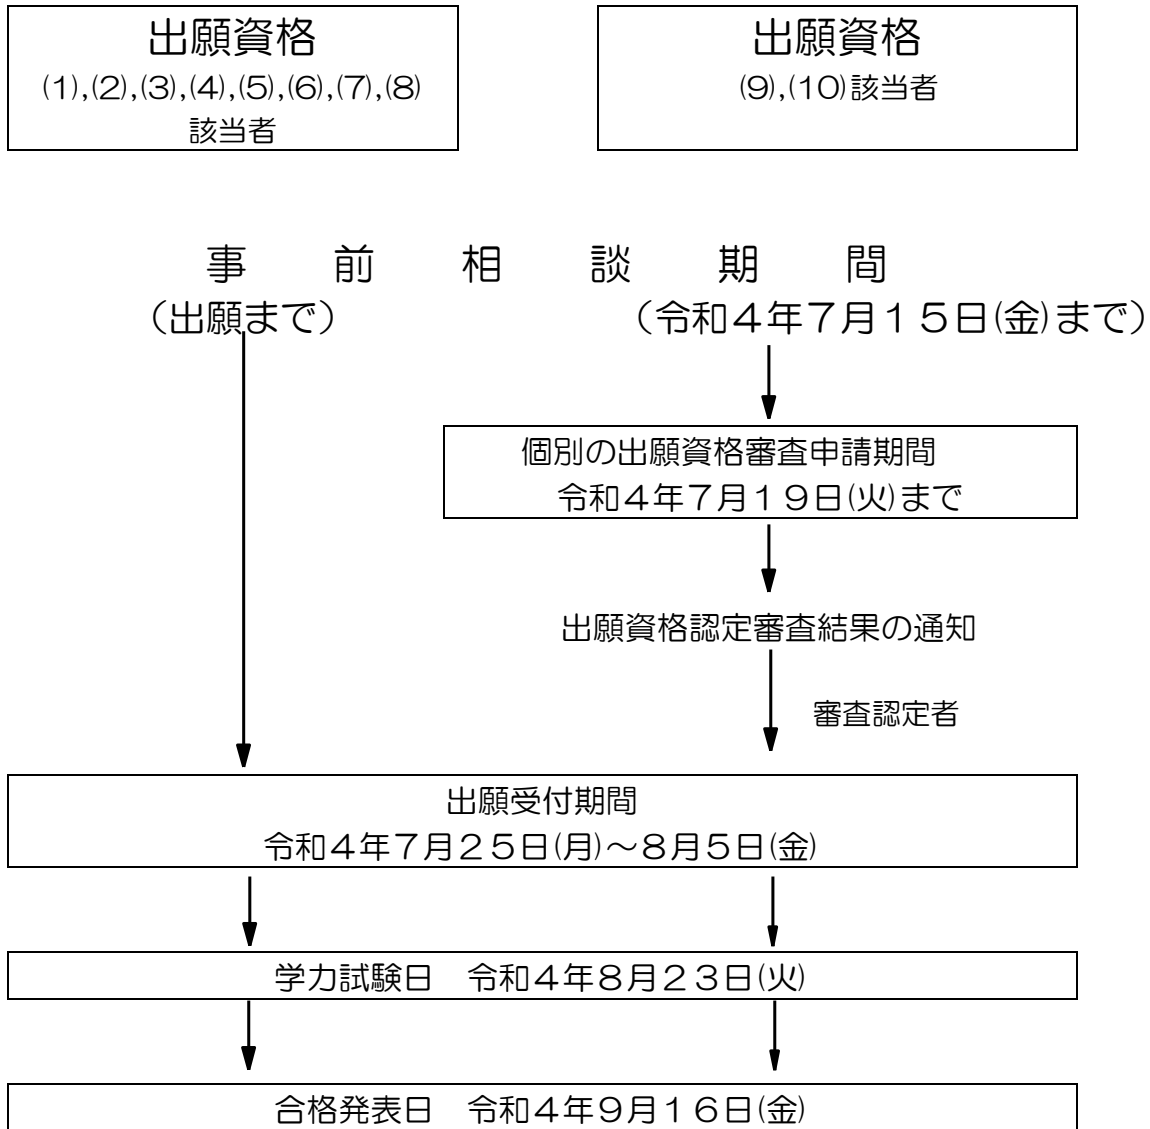 出願資格
(1),(2),(3),(4),(5),(6),(7),(8)
該当者
出願資格
(9),(10)該当者
事前相談期間
（出願まで）
（令和４年７月１５日(金)まで）
個別の出願資格審査申請期間
令和４年７月１９日(火)まで
出願資格認定審査結果の通知
審査認定者
出願受付期間
令和４年７月２５日(月)～８月５日(金)
学力試験日　令和４年８月２３日(火)
合格発表日　令和４年９月１６日(金)